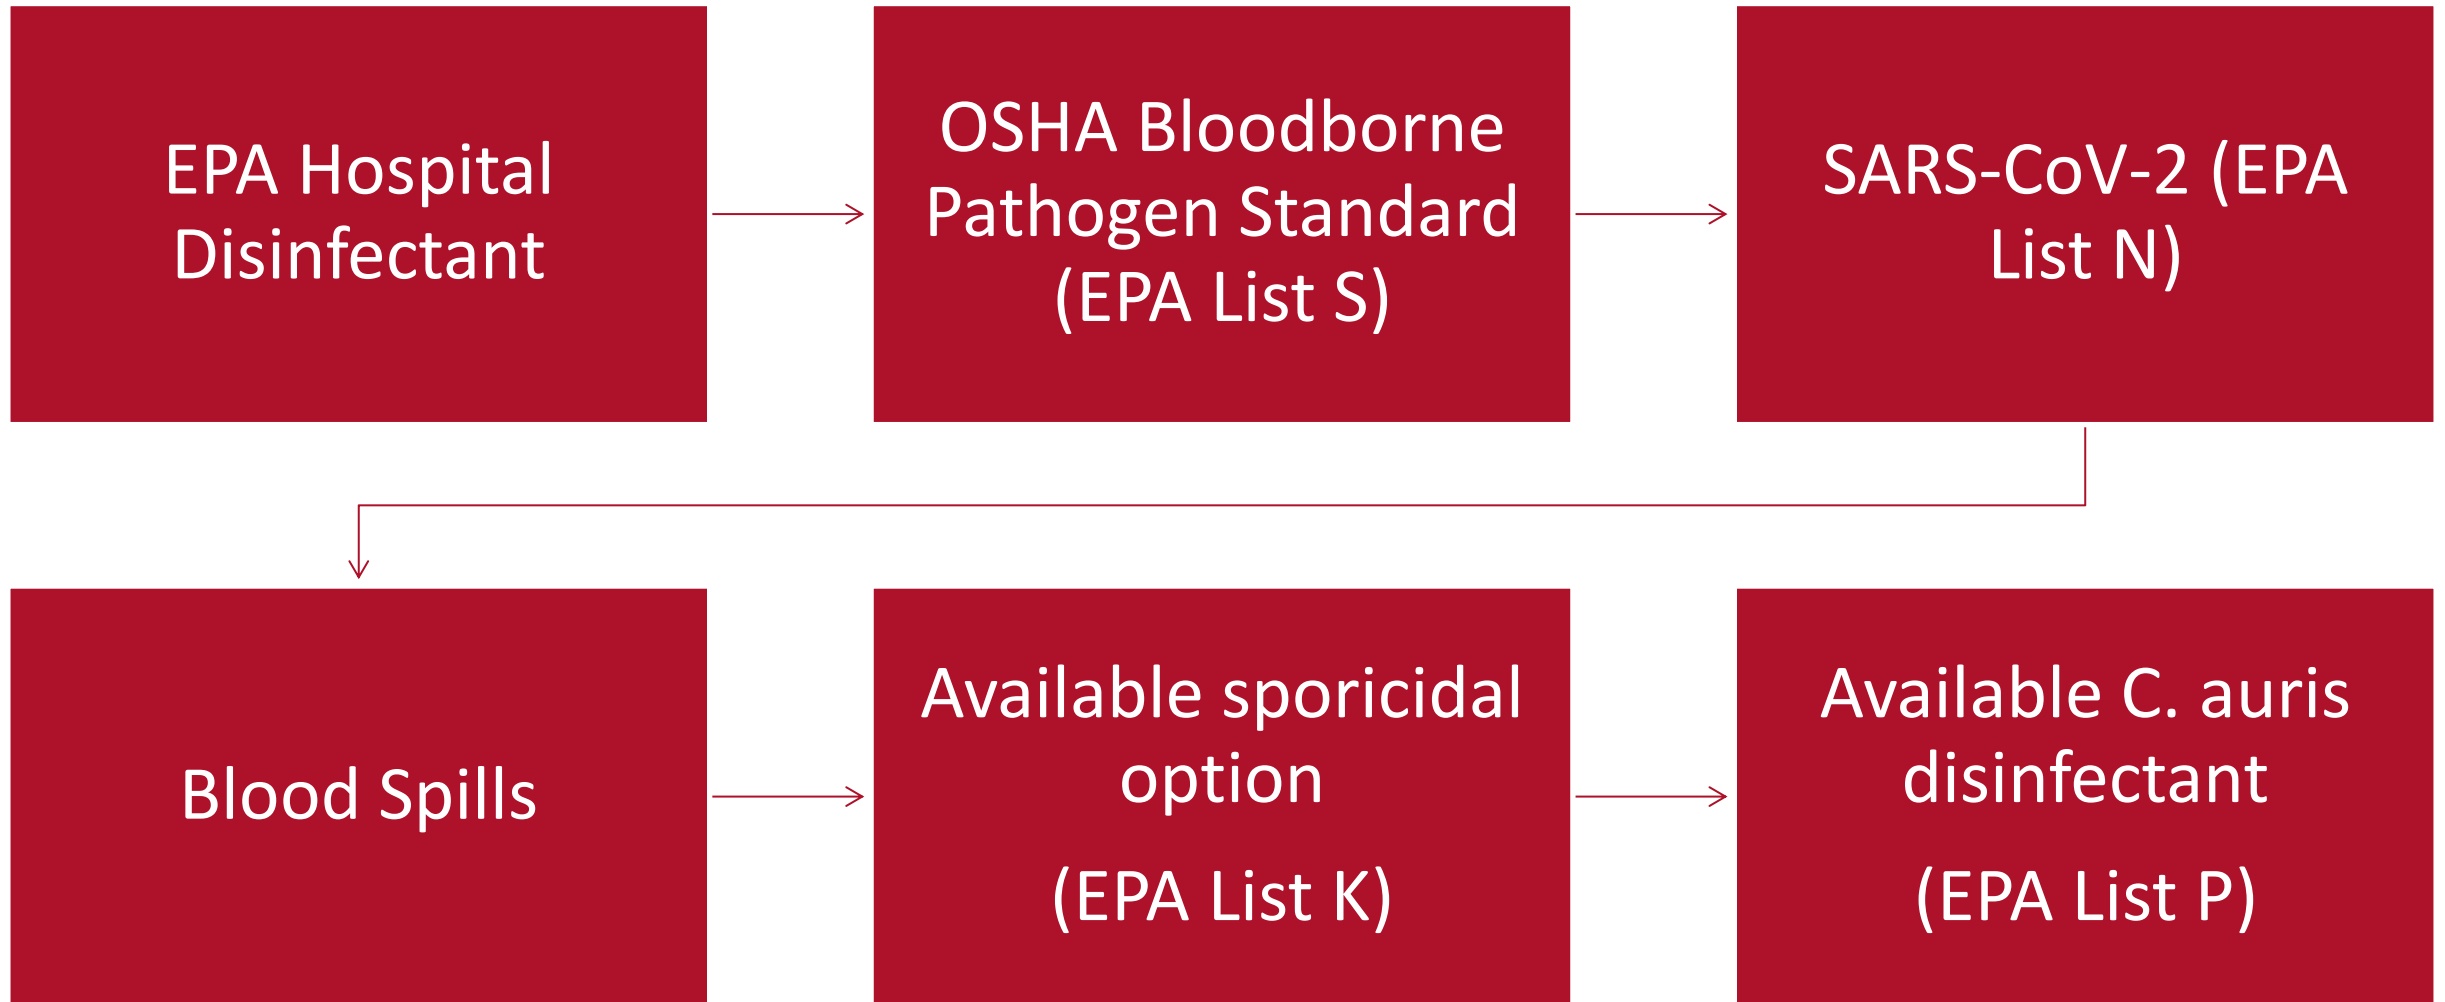 EPA Hospital
Disinfectant
OSHA Bloodborne
Pathogen Standard
(EPA List S)
SARS-CoV-2 (EPA
List N)
Blood Spills
Available sporicidal
option
(EPA List K)
Available C. auris
disinfectant
(EPA List P)